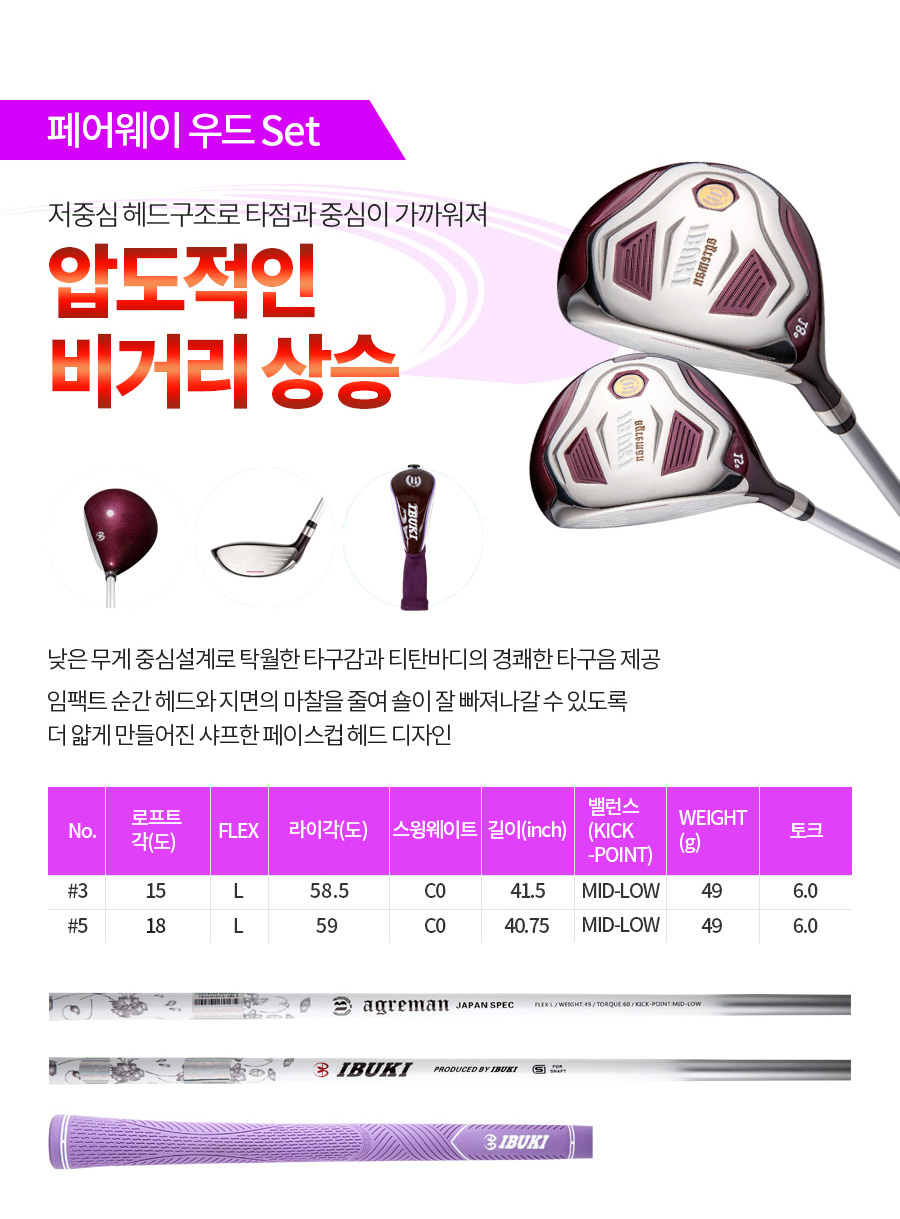 페어웨이 우드 Set
저중심 헤드구조로 타점과 중심이 가까워져
압도적인
비거리 상승
IBUKI
agreman
18°
IBUKI
agreman
15°
IBUKI
낮은 무게 중심설계로 탁월한 타구감과 티탄바디의 경쾌한 타구음 제공
임팩트 순간 헤드와 지면의 마찰을 줄여 숄이 잘 빠져나갈 수 있도록
더 얇게 만들어진 샤프한 페이스컵 헤드 디자인
No. 로프트각(도) FLEX 라이각(도) 스윙웨이트 길이(inch) 밸런스(KICK-POINT) WEIGHT(g) 토크
#3 15 L 58.5 C0 41.5 MID-LOW 49 6.0
#5 18 L 59 C0 40.75 MID-LOW 49 6.0
agreman JAPAN SPEC FLEX:L / WEIGHT:49 / TORQUE:60 / KICK-POINT:MID-LOW
IBUKI PRODUCED BY IBUKI S FOR SHAFT
IBUKI